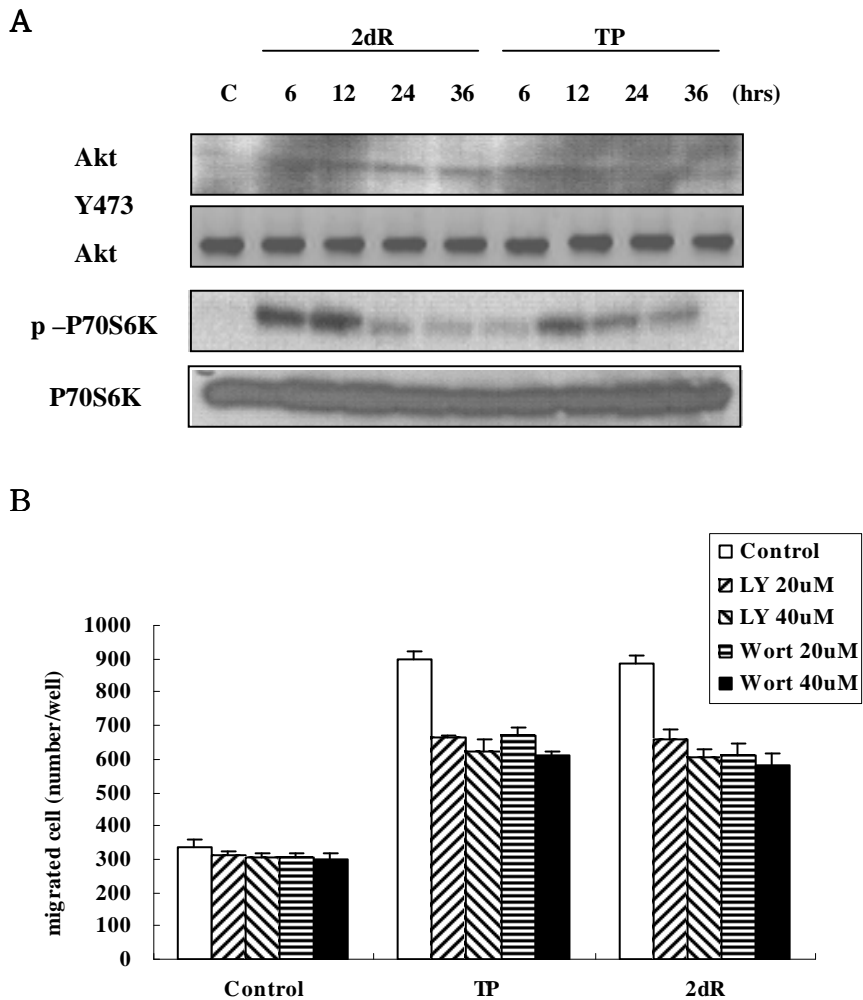 A
2dR TP
C 6 12 24 36 6 12 24 36 (hrs)
Akt
Y473
Akt
p –P70S6K
P70S6K
B
Control
LY 20uM
LY 40uM
Wort 20uM
Wort 40uM
migrated cell (number/well)
1000
900
800
700
600
500
400
300
200
100
0
Control TP 2dR